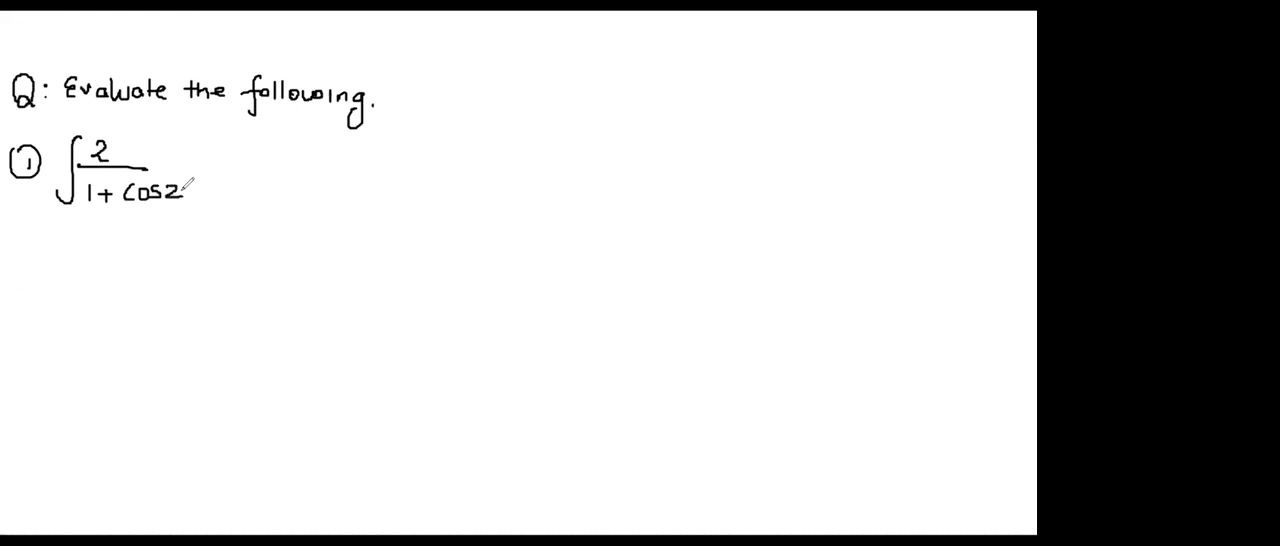 Q: Evaluate the following.
① ∫ 2 / 1 + cos2